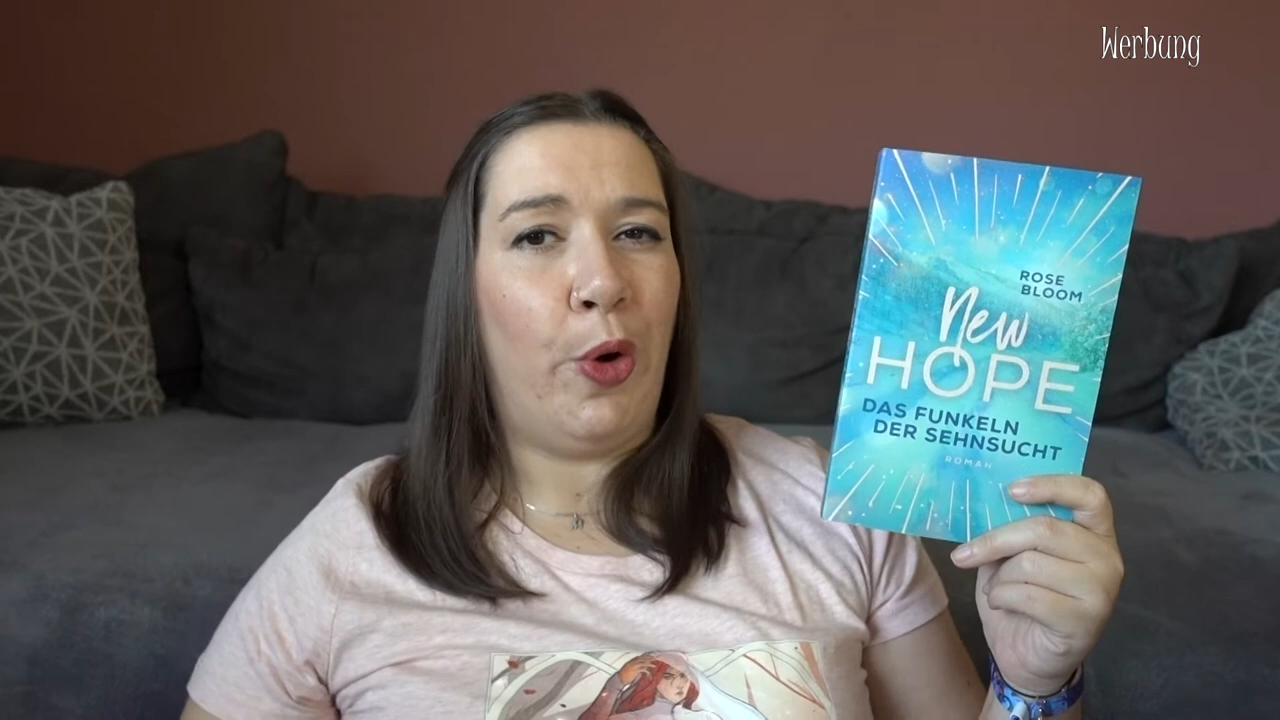 Werbung
ROSE
BLOOM
New
HOPE
DAS FUNKELN
DER SEHNSUCHT
ROMAN